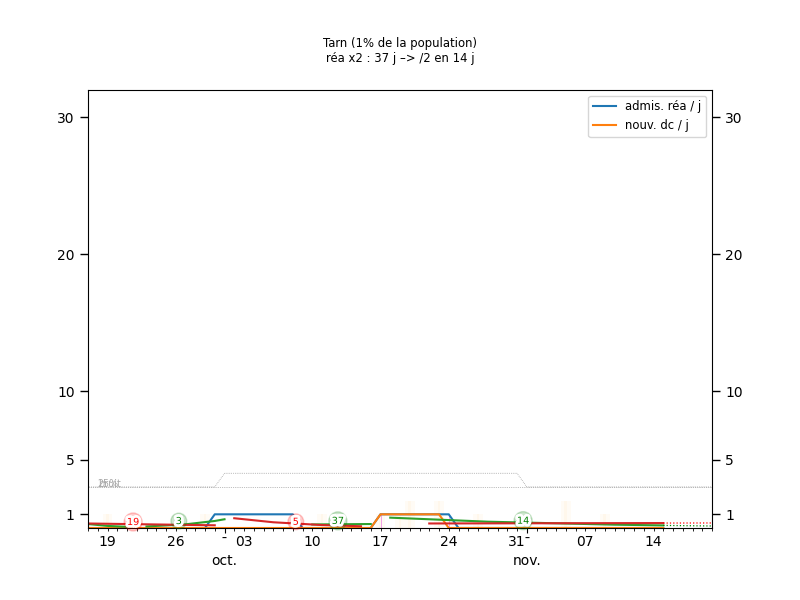 Tarn (1% de la population)
réa x2 : 37 j –> /2 en 14 j
admis. réa / j
nouv. dc / j
30 30
20 20
10 10
5 5
1 1
19 3 5 37 14
19 26 - 03 10 17 24 31 - 07 14
oct. nov.